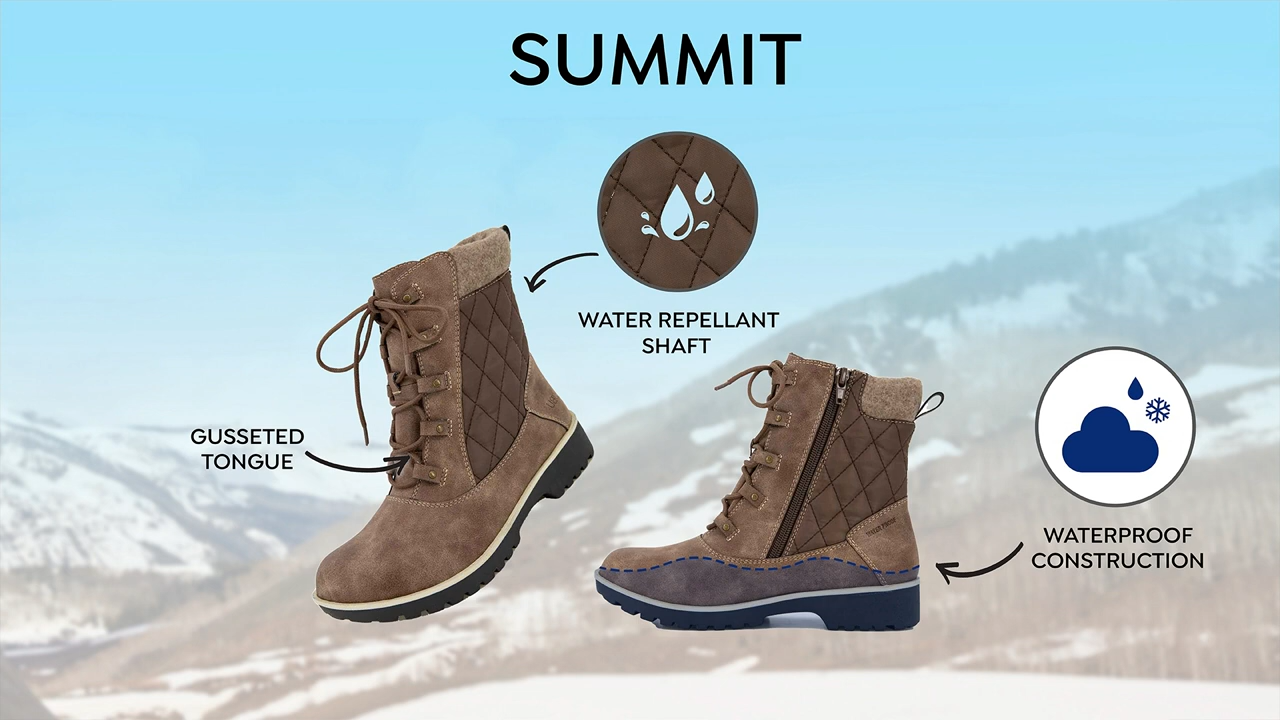 SUMMIT
WATER REPELLANT
SHAFT
GUSSETED
TONGUE
WATERPROOF
CONSTRUCTION